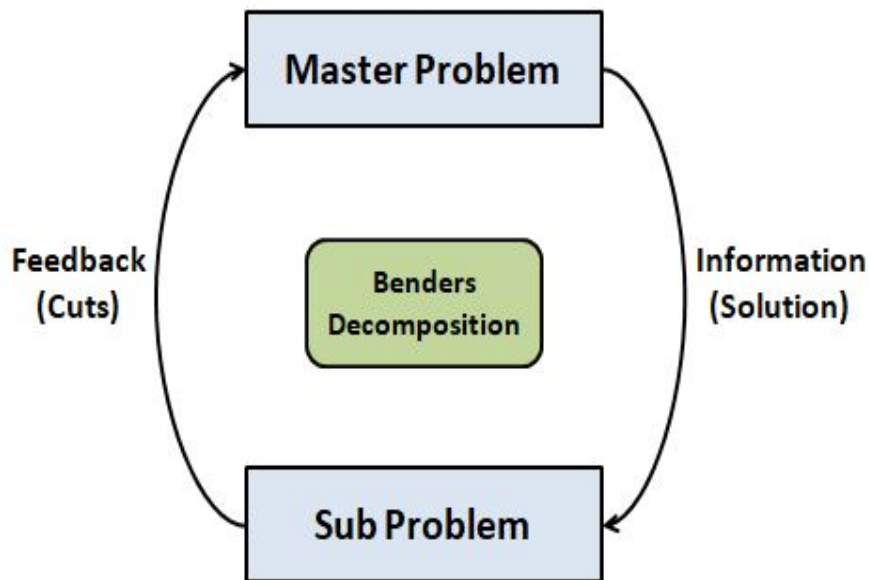 Master Problem
Feedback
(Cuts)
Benders
Decomposition
Information
(Solution)
Sub Problem